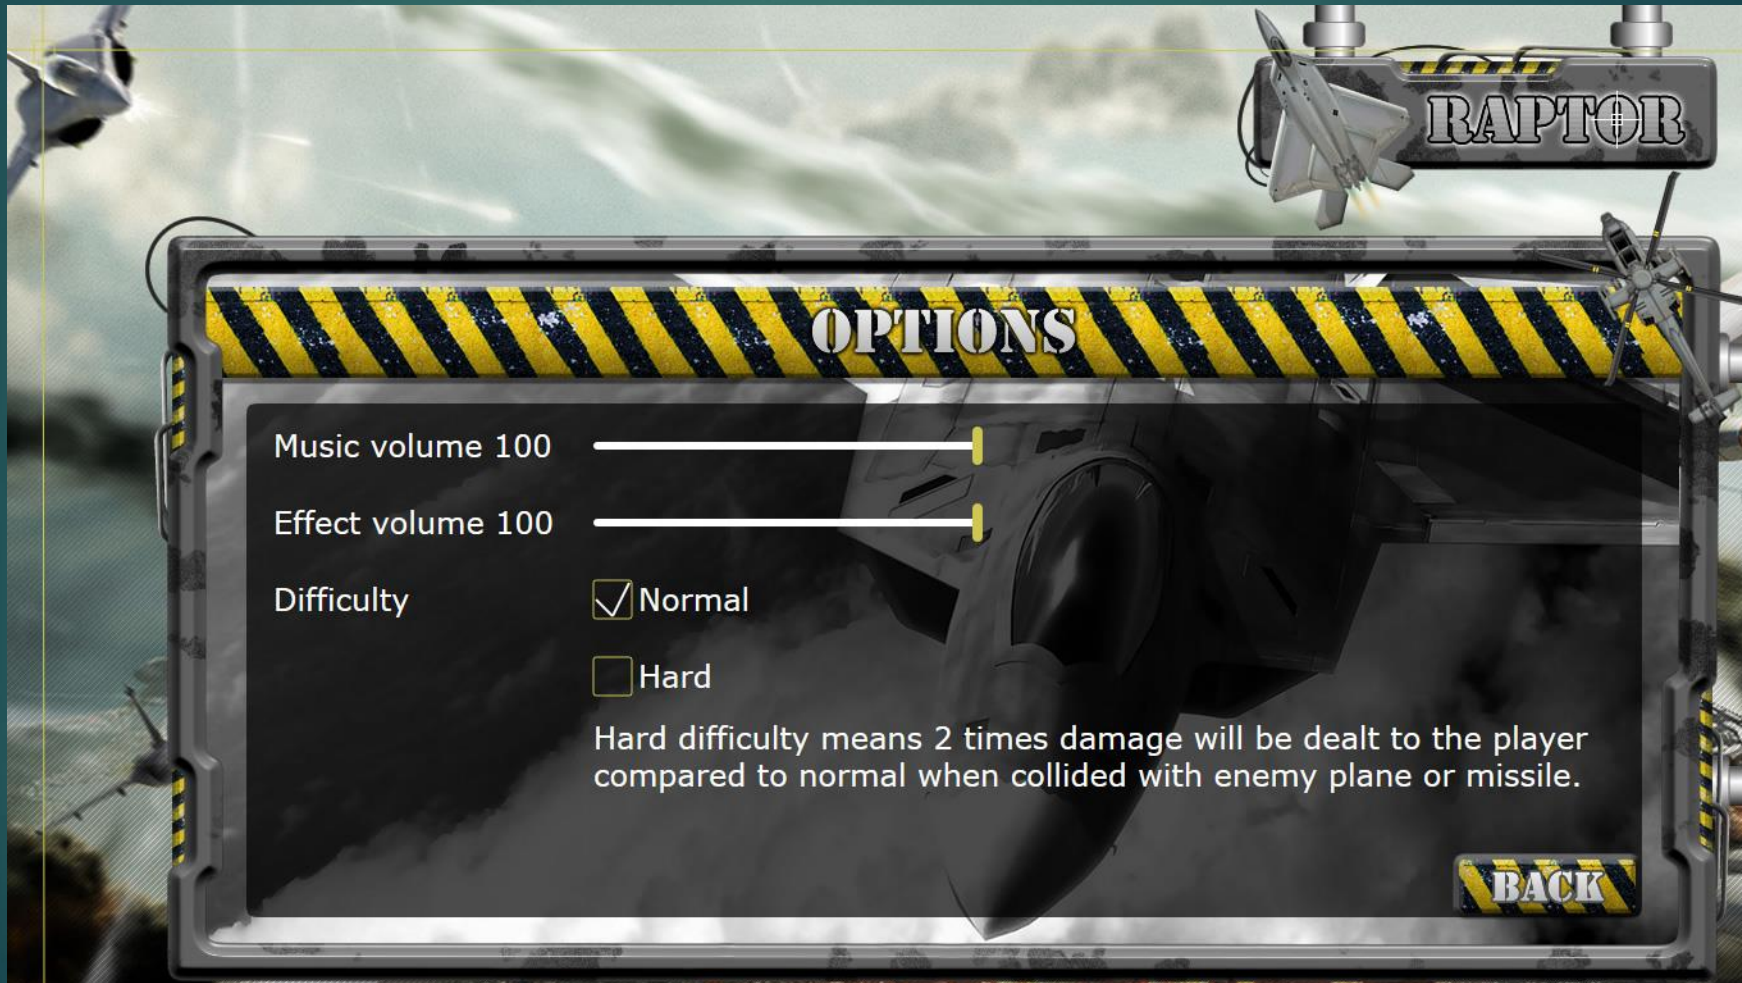 RAPTOR
OPTIONS
Music volume 100
Effect volume 100
Difficulty
Normal
Hard
Hard difficulty means 2 times damage will be dealt to the player
compared to normal when collided with enemy plane or missile.
BACK